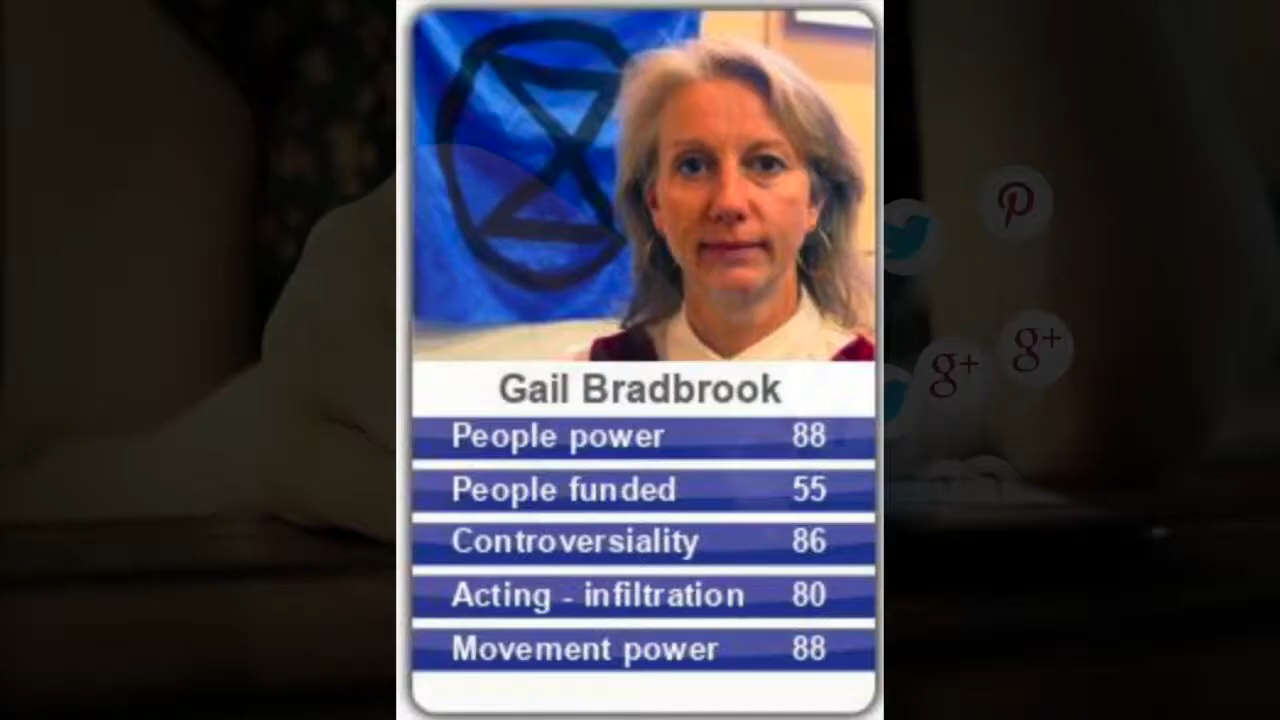 Gail Bradbrook
People power 88
People funded 55
Controversiality 86
Acting - infiltration 80
Movement power 88
g+
g+